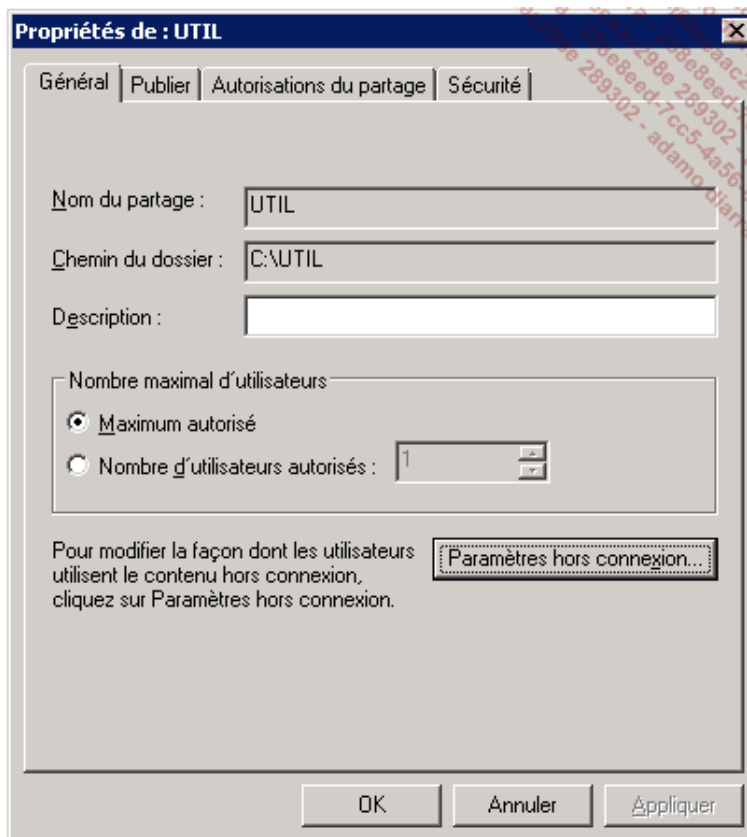 Propriétés de : UTIL
Général
Publier
Autorisations du partage
Sécurité
Nom du partage :
UTIL
Chemin du dossier :
C:\UTIL
Description :
Nombre maximal d'utilisateurs
Maximum autorisé
Nombre d'utilisateurs autorisés :
1
Pour modifier la façon dont les utilisateurs
utilisent le contenu hors connexion,
cliquez sur Paramètres hors connexion.
Paramètres hors connexion...
OK
Annuler
Appliquer